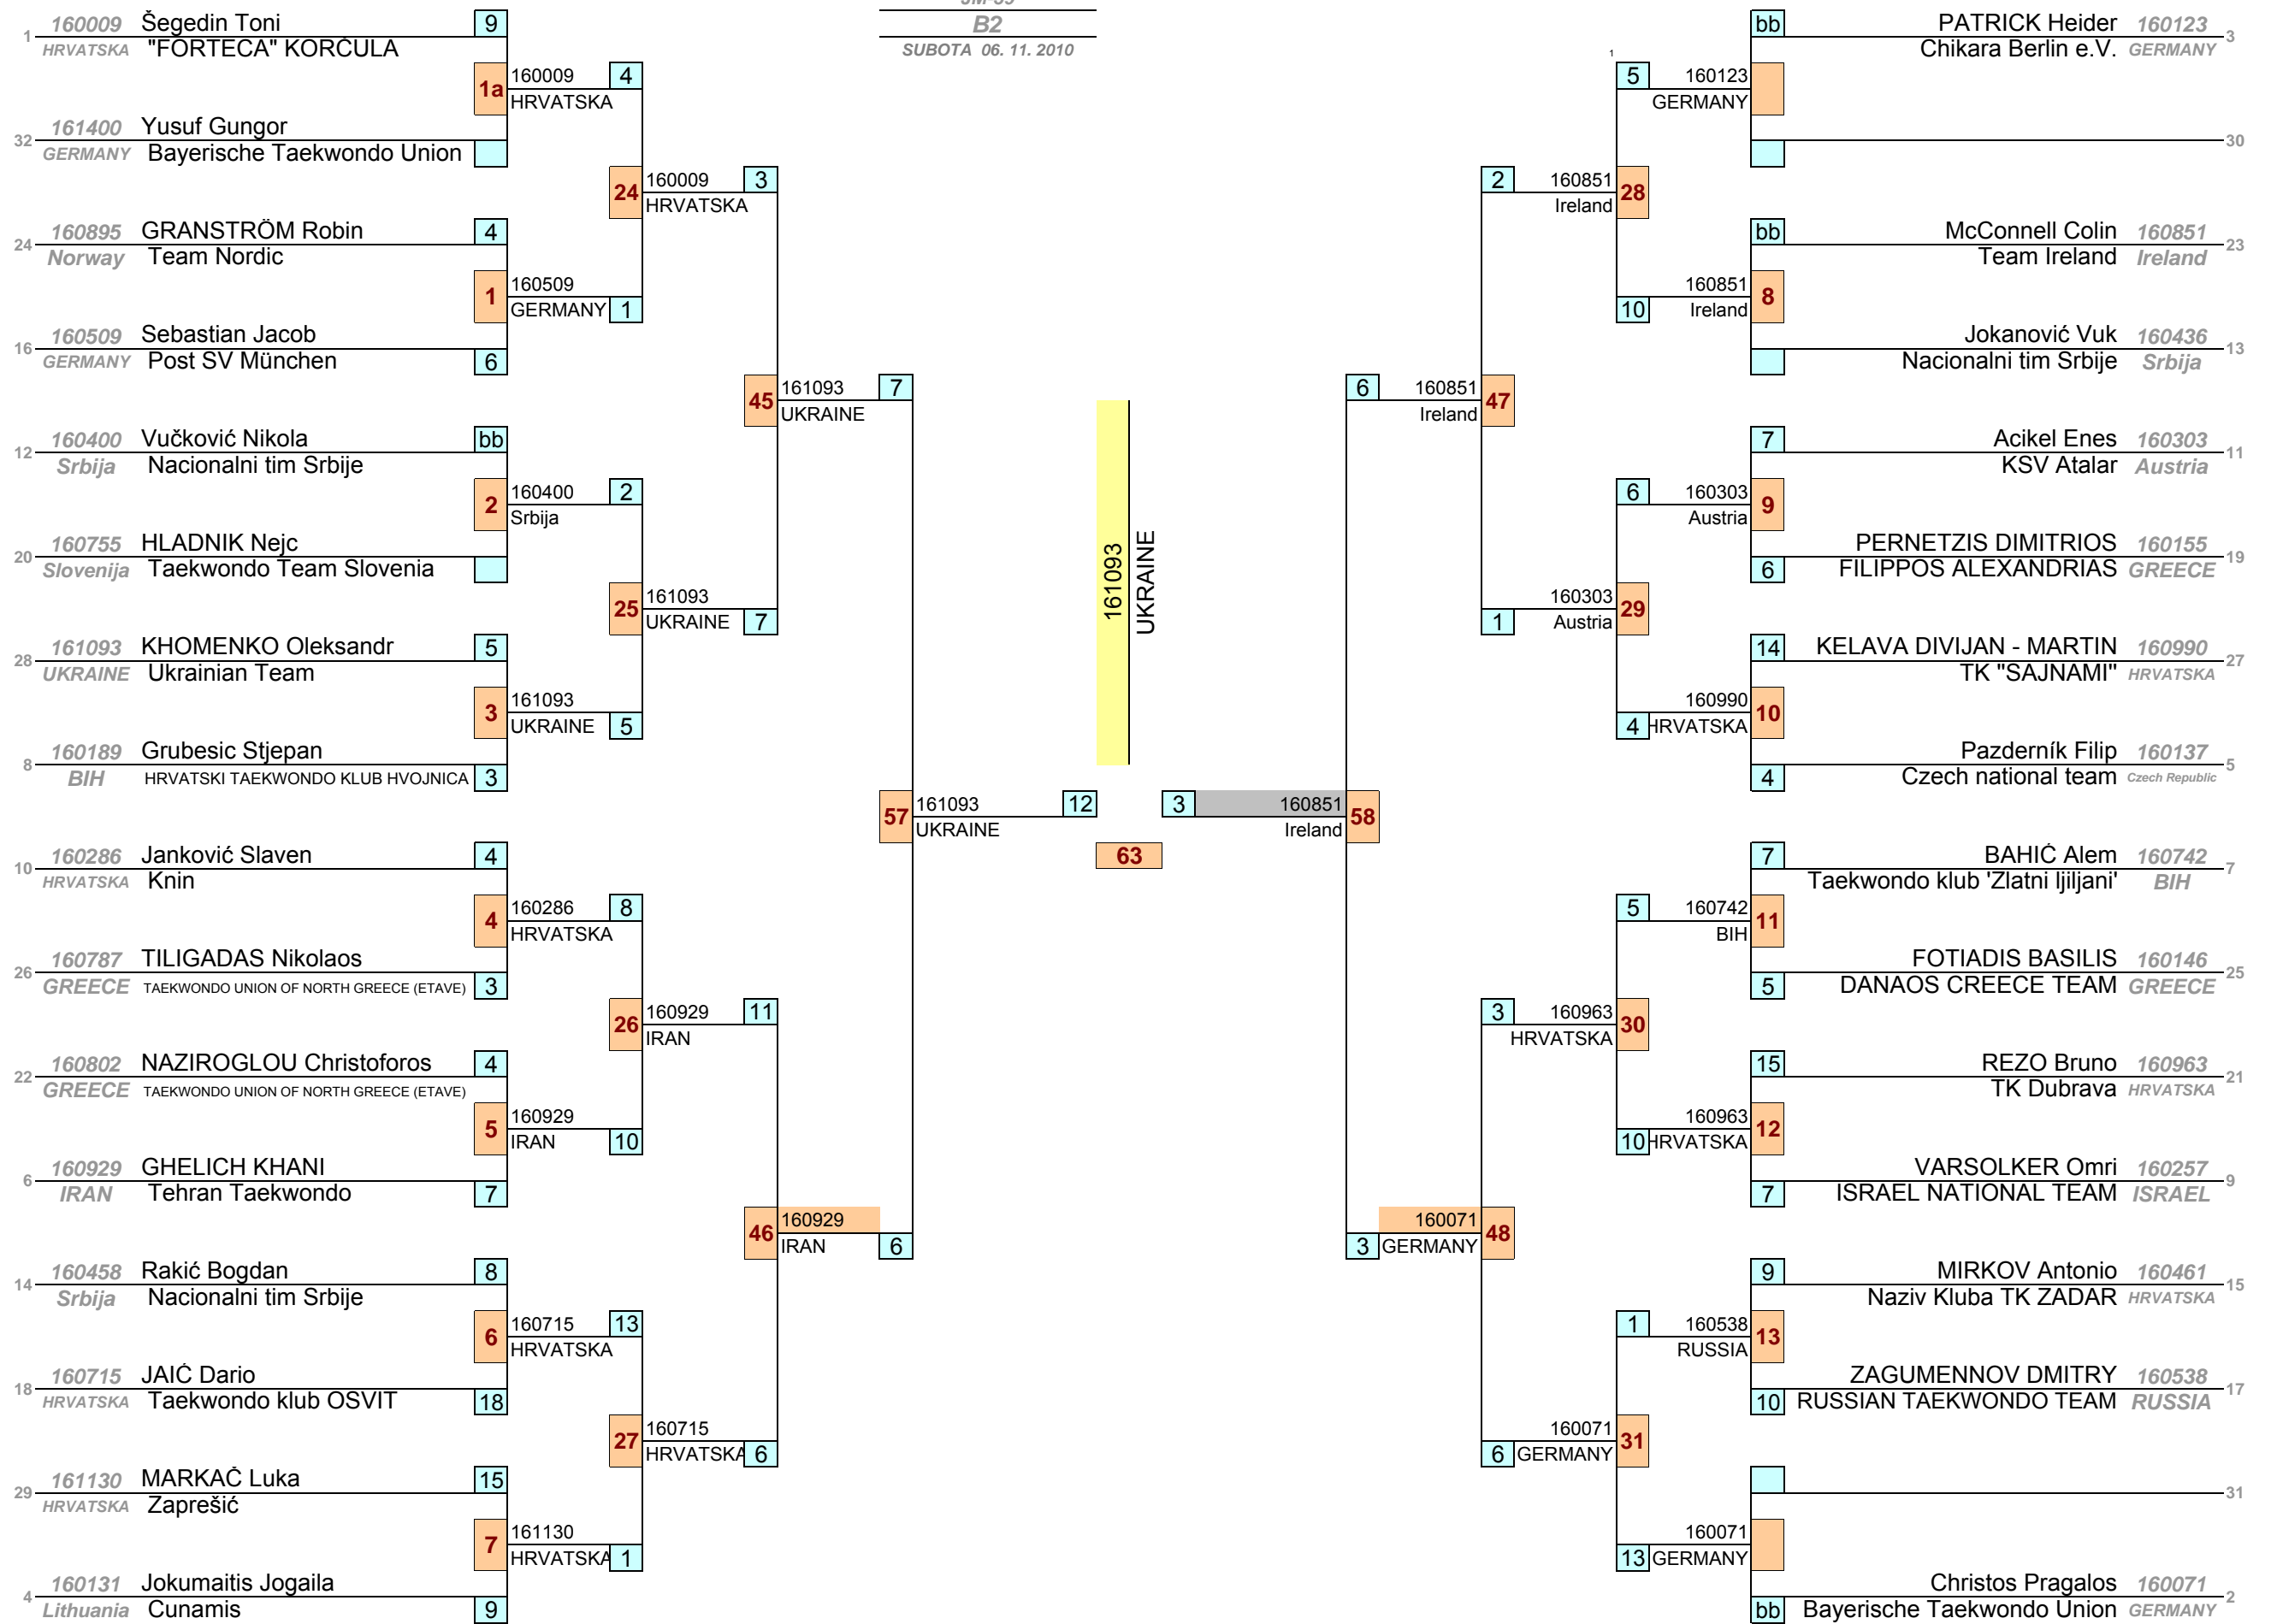 JM-59
B2
SUBOTA 06. 11. 2010
1 160009 Šegedin Toni 9
HRVATSKA "FORTECA" KORČULA
1a 160009 4
HRVATSKA
32 161400 Yusuf Gungor
GERMANY Bayerische Taekwondo Union
24 160009 3
HRVATSKA
24 160895 GRANSTRÖM Robin 4
Norway Team Nordic
1 160509
GERMANY 1
16 160509 Sebastian Jacob
GERMANY Post SV München 6
45 161093 7
UKRAINE
12 160400 Vučković Nikola bb
Srbija Nacionalni tim Srbije
2 160400 2
Srbija
20 160755 HLADNIK Nejc
Slovenija Taekwondo Team Slovenia
25 161093
UKRAINE 7
28 161093 KHOMENKO Oleksandr 5
UKRAINE Ukrainian Team
3 161093
UKRAINE 5
8 160189 Grubesic Stjepan
BIH HRVATSKI TAEKWONDO KLUB HVOJNICA 3
57 161093 12
UKRAINE
10 160286 Janković Slaven 4
HRVATSKA Knin
4 160286 8
HRVATSKA
26 160787 TILIGADAS Nikolaos
GREECE TAEKWONDO UNION OF NORTH GREECE (ETAVE) 3
26 160929 11
IRAN
22 160802 NAZIROGLOU Christoforos 4
GREECE TAEKWONDO UNION OF NORTH GREECE (ETAVE)
5 160929
IRAN 10
6 160929 GHELICH KHANI
IRAN Tehran Taekwondo 7
46 160929
IRAN 6
14 160458 Rakić Bogdan 8
Srbija Nacionalni tim Srbije
6 160715 13
HRVATSKA
18 160715 JAIĆ Dario
HRVATSKA Taekwondo klub OSVIT 18
27 160715
HRVATSKA 6
29 161130 MARKAČ Luka 15
HRVATSKA Zaprešić
7 161130
HRVATSKA 1
4 160131 Jokumaitis Jogaila
Lithuania Cunamis 9
161093
UKRAINE
63
1
bb PATRICK Heider 160123 3
Chikara Berlin e.V. GERMANY
5 160123
GERMANY
30
2 160851 28
Ireland
bb McConnell Colin 160851 23
Team Ireland Ireland
160851 8
10 Ireland
Jokanović Vuk 160436 13
Nacionalni tim Srbije Srbija
6 160851 47
Ireland
7 Acikel Enes 160303 11
KSV Atalar Austria
6 160303 9
Austria
PERNETZIS DIMITRIOS 160155 19
6 FILIPPOS ALEXANDRIAS GREECE
160303 29
1 Austria
14 KELAVA DIVIJAN - MARTIN 160990 27
TK "SAJNAMI" HRVATSKA
160990 10
4 HRVATSKA
Pazderník Filip 160137 5
4 Czech national team Czech Republic
3 160851 58
Ireland
7 BAHIĆ Alem 160742 7
Taekwondo klub 'Zlatni ljiljani' BIH
5 160742 11
BIH
FOTIADIS BASILIS 160146 25
5 DANAOS CREECE TEAM GREECE
3 160963 30
HRVATSKA
15 REZO Bruno 160963 21
TK Dubrava HRVATSKA
160963 12
10 HRVATSKA
VARSOLKER Omri 160257 9
7 ISRAEL NATIONAL TEAM ISRAEL
160071 48
3 GERMANY
9 MIRKOV Antonio 160461 15
Naziv Kluba TK ZADAR HRVATSKA
1 160538 13
RUSSIA
ZAGUMENNOV DMITRY 160538 17
10 RUSSIAN TAEKWONDO TEAM RUSSIA
160071 31
6 GERMANY
31
160071
13 GERMANY
Christos Pragalos 160071 2
bb Bayerische Taekwondo Union GERMANY